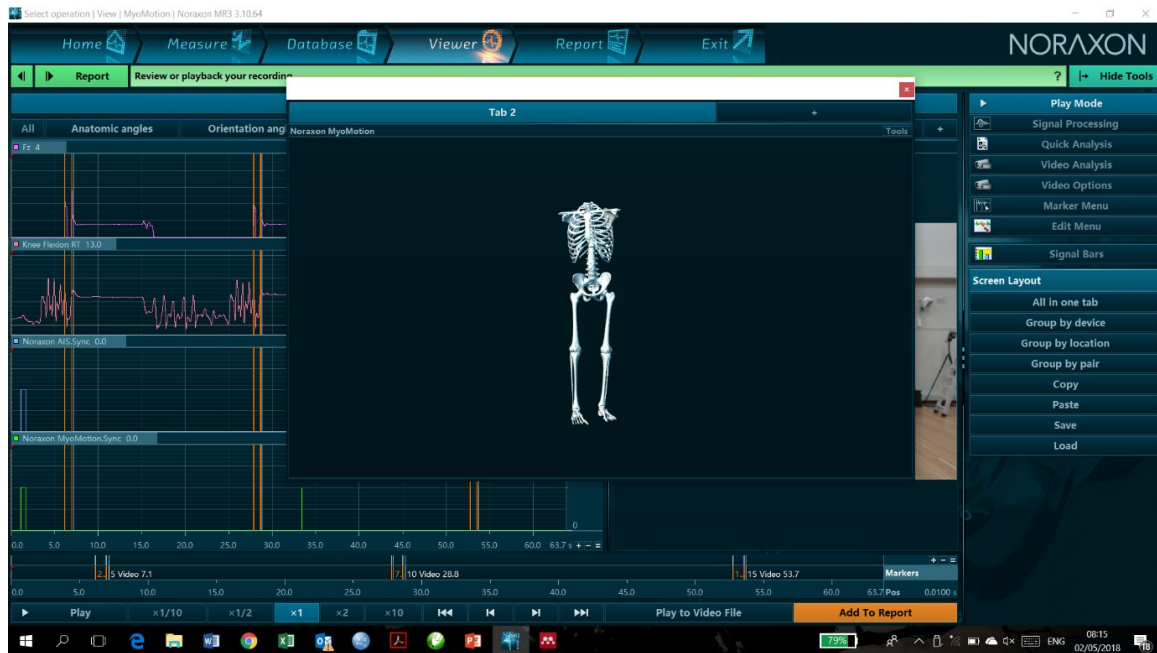 Select operation | View | MyoMotion | Noraxon MR3 3.10.64
Home Measure Database Viewer Report Exit NORAXON
Report Review or playback your recording ? Hide Tools
Tab 2 +
All Anatomic angles Orientation ang
Noraxon MyoMotion Tools +
Fz 4
Knee Flexion RT 13.0
Noraxon AIS.Sync 0.0
Noraxon MyoMotion.Sync 0.0
0
0.0 5.0 10.0 15.0 20.0 25.0 30.0 35.0 40.0 45.0 50.0 55.0 60.0 63.7 s + - =
Play Mode
Signal Processing
Quick Analysis
Video Analysis
Video Options
Marker Menu
Edit Menu
Signal Bars
Screen Layout
All in one tab
Group by device
Group by location
Group by pair
Copy
Paste
Save
Load
+ - =
2. 5 Video 7.1 7. 10 Video 28.8 1. 15 Video 53.7 Markers
0.0 5.0 10.0 15.0 20.0 25.0 30.0 35.0 40.0 45.0 50.0 55.0 60.0 63.7 Pos 0.0100 s
Play ×1/10 ×1/2 ×1 ×2 ×10 Play to Video File Add To Report
79% ENG 08:15
02/05/2018 18